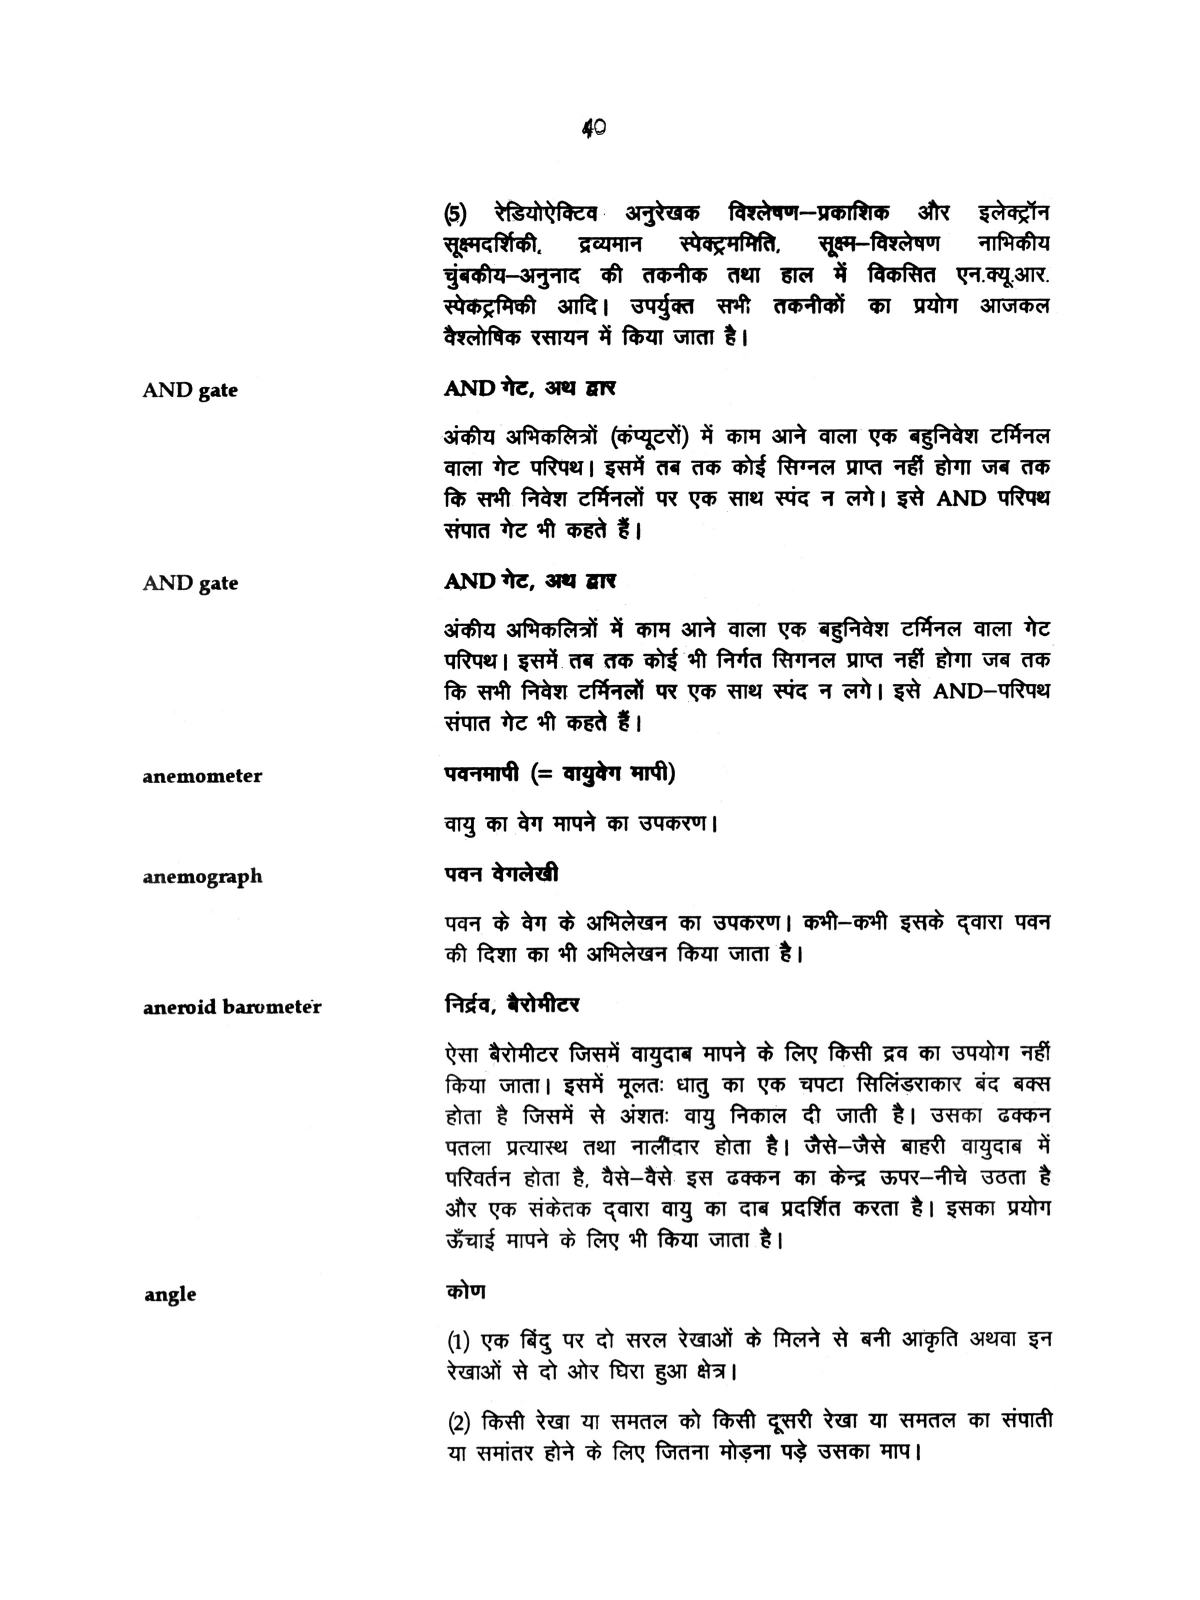 40
(5) रेडियोऐक्टिव अनुरेखक विश्लेषण–प्रकाशिक और इलेक्ट्रॉन
सूक्ष्मदर्शिकी, द्रव्यमान स्पेक्ट्रममिति, सूक्ष्म–विश्लेषण नाभिकीय
चुंबकीय–अनुनाद की तकनीक तथा हाल में विकसित एन.क्यू.आर.
स्पेकट्रमिकी आदि। उपर्युक्त सभी तकनीकों का प्रयोग आजकल
वैश्लोषिक रसायन में किया जाता है।
AND gate AND गेट, अथ द्वार
अंकीय अभिकलित्रों (कंप्यूटरों) में काम आने वाला एक बहुनिवेश टर्मिनल
वाला गेट परिपथ। इसमें तब तक कोई सिग्नल प्राप्त नहीं होगा जब तक
कि सभी निवेश टर्मिनलों पर एक साथ स्पंद न लगे। इसे AND परिपथ
संपात गेट भी कहते हैं।
AND gate AND गेट, अथ द्वार
अंकीय अभिकलित्रों में काम आने वाला एक बहुनिवेश टर्मिनल वाला गेट
परिपथ। इसमें तब तक कोई भी निर्गत सिगनल प्राप्त नहीं होगा जब तक
कि सभी निवेश टर्मिनलों पर एक साथ स्पंद न लगे। इसे AND–परिपथ
संपात गेट भी कहते हैं।
anemometer पवनमापी (= वायुवेग मापी)
वायु का वेग मापने का उपकरण।
anemograph पवन वेगलेखी
पवन के वेग के अभिलेखन का उपकरण। कभी–कभी इसके द्वारा पवन
की दिशा का भी अभिलेखन किया जाता है।
aneroid barometer निर्द्रव, बैरोमीटर
ऐसा बैरोमीटर जिसमें वायुदाब मापने के लिए किसी द्रव का उपयोग नहीं
किया जाता। इसमें मूलतः धातु का एक चपटा सिलिंडराकार बंद बक्स
होता है जिसमें से अंशतः वायु निकाल दी जाती है। उसका ढक्कन
पतला प्रत्यास्थ तथा नालीदार होता है। जैसे–जैसे बाहरी वायुदाब में
परिवर्तन होता है, वैसे–वैसे इस ढक्कन का केन्द्र ऊपर–नीचे उठता है
और एक संकेतक द्वारा वायु का दाब प्रदर्शित करता है। इसका प्रयोग
ऊँचाई मापने के लिए भी किया जाता है।
angle कोण
(1) एक बिंदु पर दो सरल रेखाओं के मिलने से बनी आकृति अथवा इन
रेखाओं से दो ओर घिरा हुआ क्षेत्र।
(2) किसी रेखा या समतल को किसी दूसरी रेखा या समतल का संपाती
या समांतर होने के लिए जितना मोड़ना पड़े उसका माप।